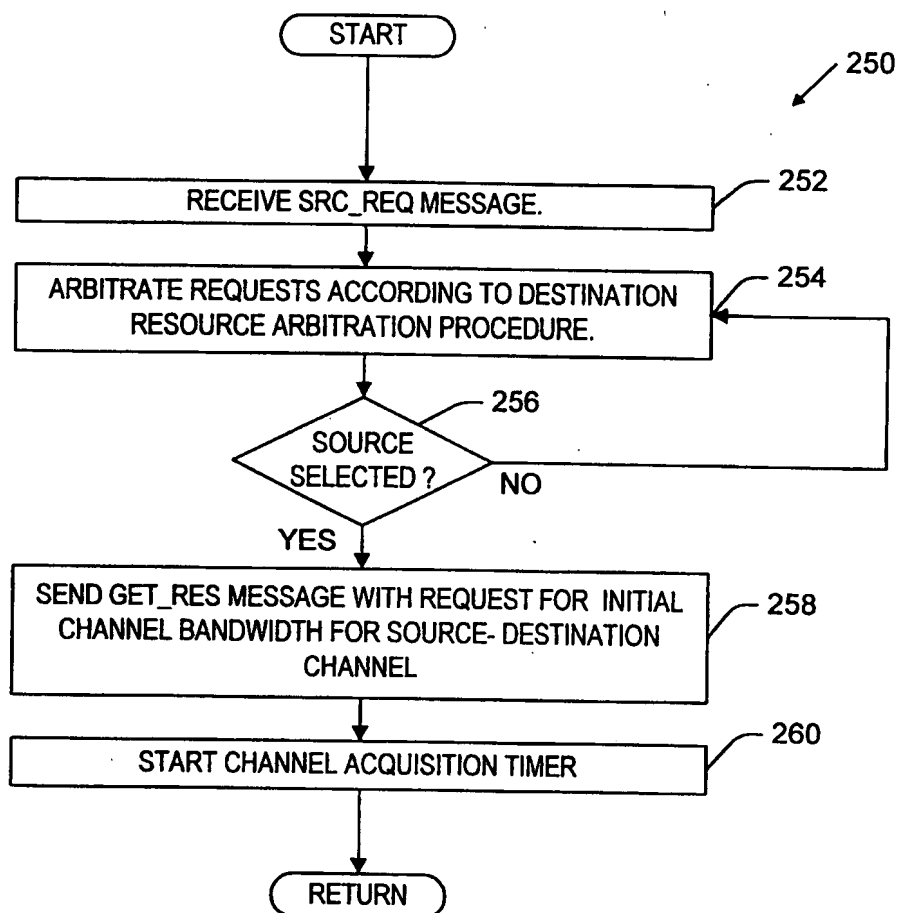 START
250
252
RECEIVE SRC_REQ MESSAGE.
254
ARBITRATE REQUESTS ACCORDING TO DESTINATION
RESOURCE ARBITRATION PROCEDURE.
256
SOURCE
SELECTED ?
NO
YES
258
SEND GET_RES MESSAGE WITH REQUEST FOR INITIAL
CHANNEL BANDWIDTH FOR SOURCE- DESTINATION
CHANNEL
260
START CHANNEL ACQUISITION TIMER
RETURN